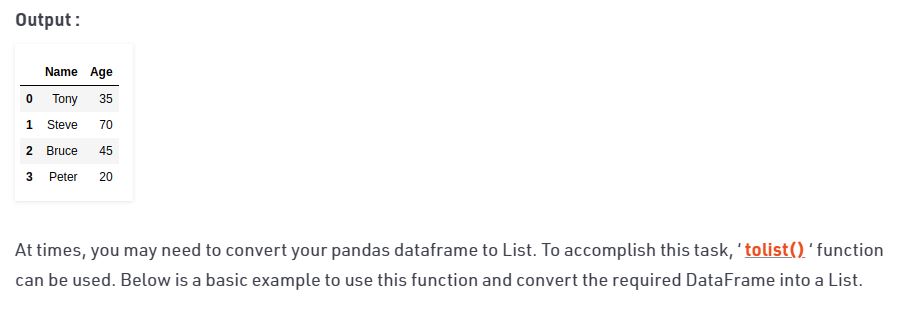 Output :
Name Age
0 Tony 35
1 Steve 70
2 Bruce 45
3 Peter 20
At times, you may need to convert your pandas dataframe to List. To accomplish this task, ' tolist() ' function
can be used. Below is a basic example to use this function and convert the required DataFrame into a List.